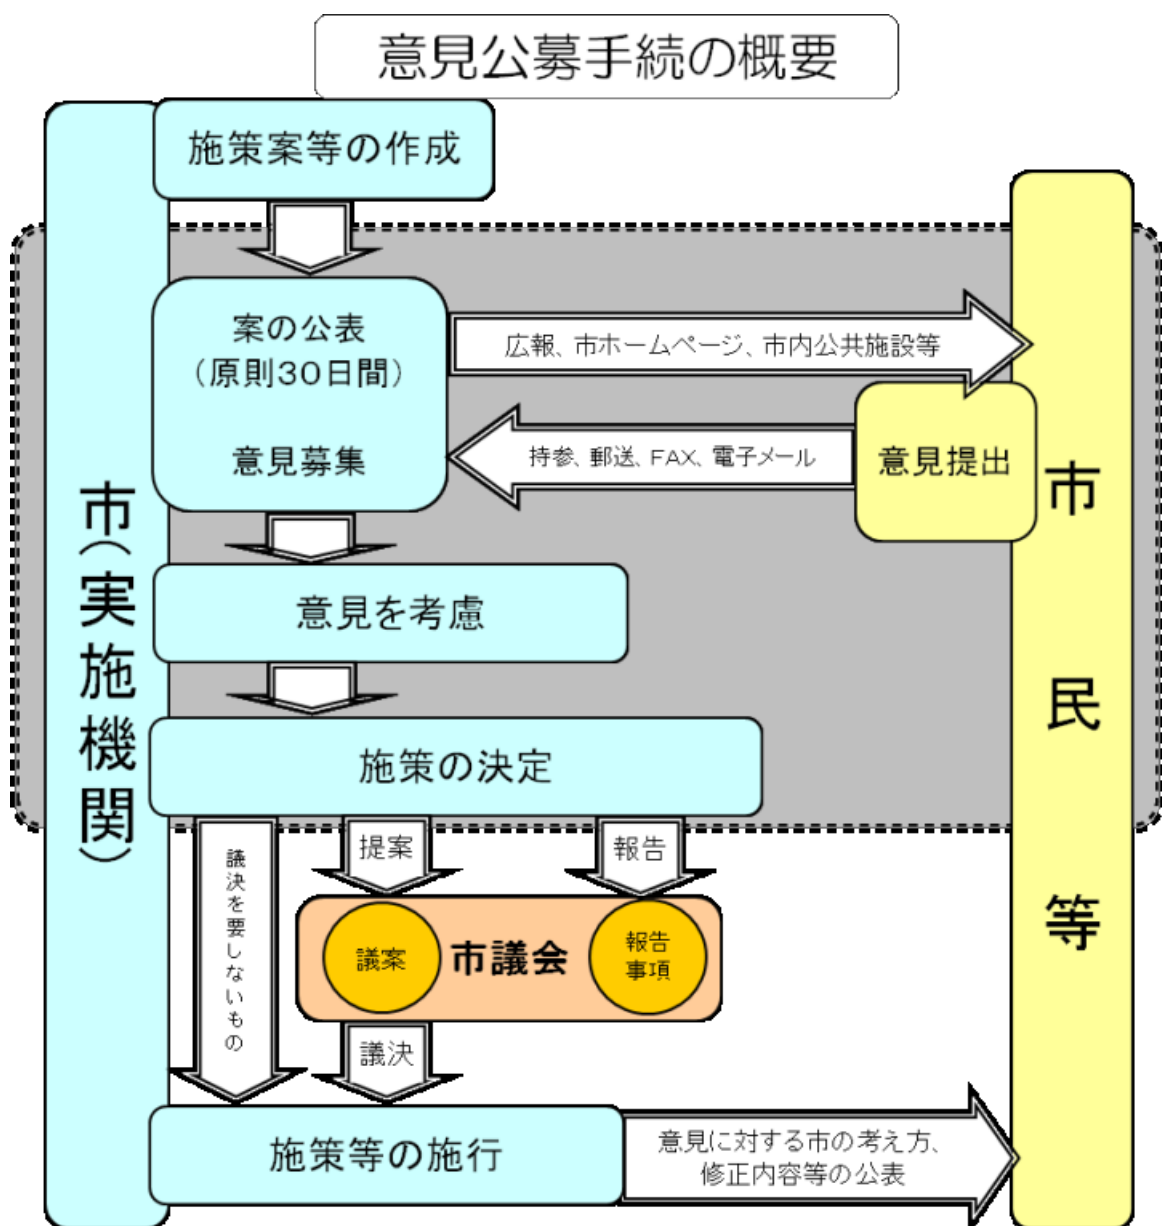 意見公募手続の概要
施策案等の作成
案の公表
（原則30日間）
意見募集
広報、市ホームページ、市内公共施設等
持参、郵送、FAX、電子メール
意見提出
市（実施機関）
市民等
意見を考慮
施策の決定
議決を要しないもの
提案
報告
議案
市議会
報告
事項
議決
施策等の施行
意見に対する市の考え方、
修正内容等の公表